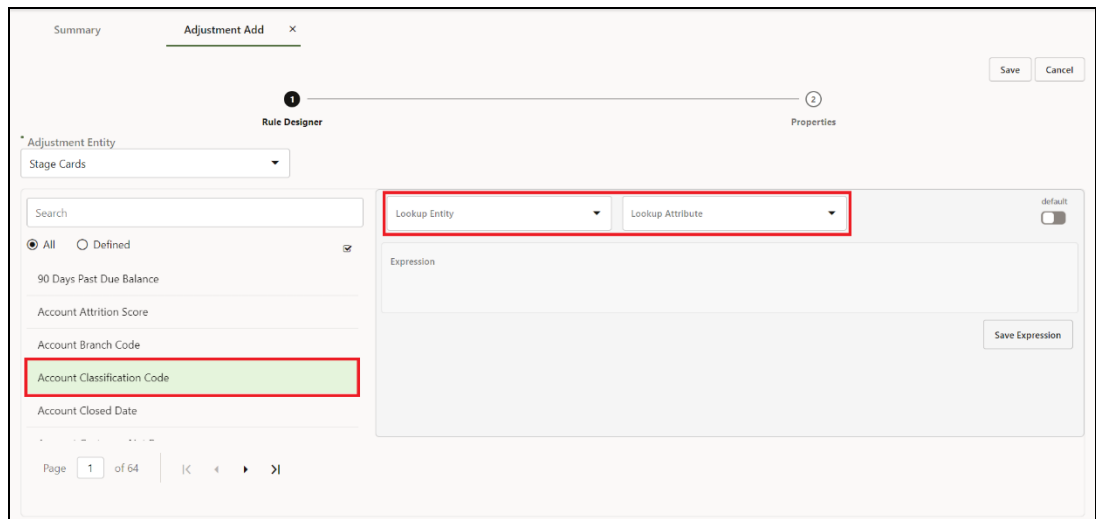 Summary
Adjustment Add ×
Save Cancel
1 2
Rule Designer Properties
* Adjustment Entity
Stage Cards
Search
Lookup Entity Lookup Attribute
default
All Defined
Expression
90 Days Past Due Balance
Account Attrition Score
Account Branch Code
Save Expression
Account Classification Code
Account Closed Date
Page 1 of 64